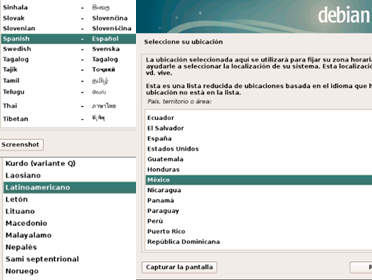 Sinhala - සිංහල
Slovak - Slovenčina
Slovenian - Slovenščina
Spanish - Español
Swedish - Svenska
Tagalog - Tagalog
Tajik - Тоҷикӣ
Tamil - தமிழ்
Telugu - తెలుగు
Thai - ภาษาไทย
Tibetan -
Screenshot
Kurdo (variante Q)
Laosiano
Latinoamericano
Letón
Lituano
Macedonio
Malayalamo
Nepalés
Sami septentrional
Noruego
debian
Seleccione su ubicación
La ubicación seleccionada aquí se utilizará para fijar su zona horaria
ayudarle a seleccionar la localización de su sistema. Esta localizació
vd. vive.
Esta es una lista reducida de ubicaciones basada en el idioma que h
ubicación no está en la lista.
País, territorio o área:
Ecuador
El Salvador
España
Estados Unidos
Guatemala
Honduras
México
Nicaragua
Panamá
Paraguay
Perú
Puerto Rico
República Dominicana
Capturar la pantalla
R